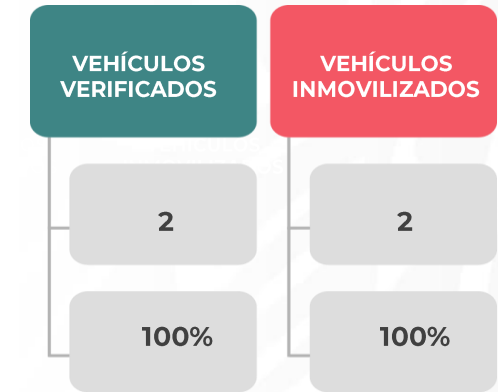 VEHÍCULOS
VERIFICADOS
2
100%
VEHÍCULOS
INMOVILIZADOS
2
100%